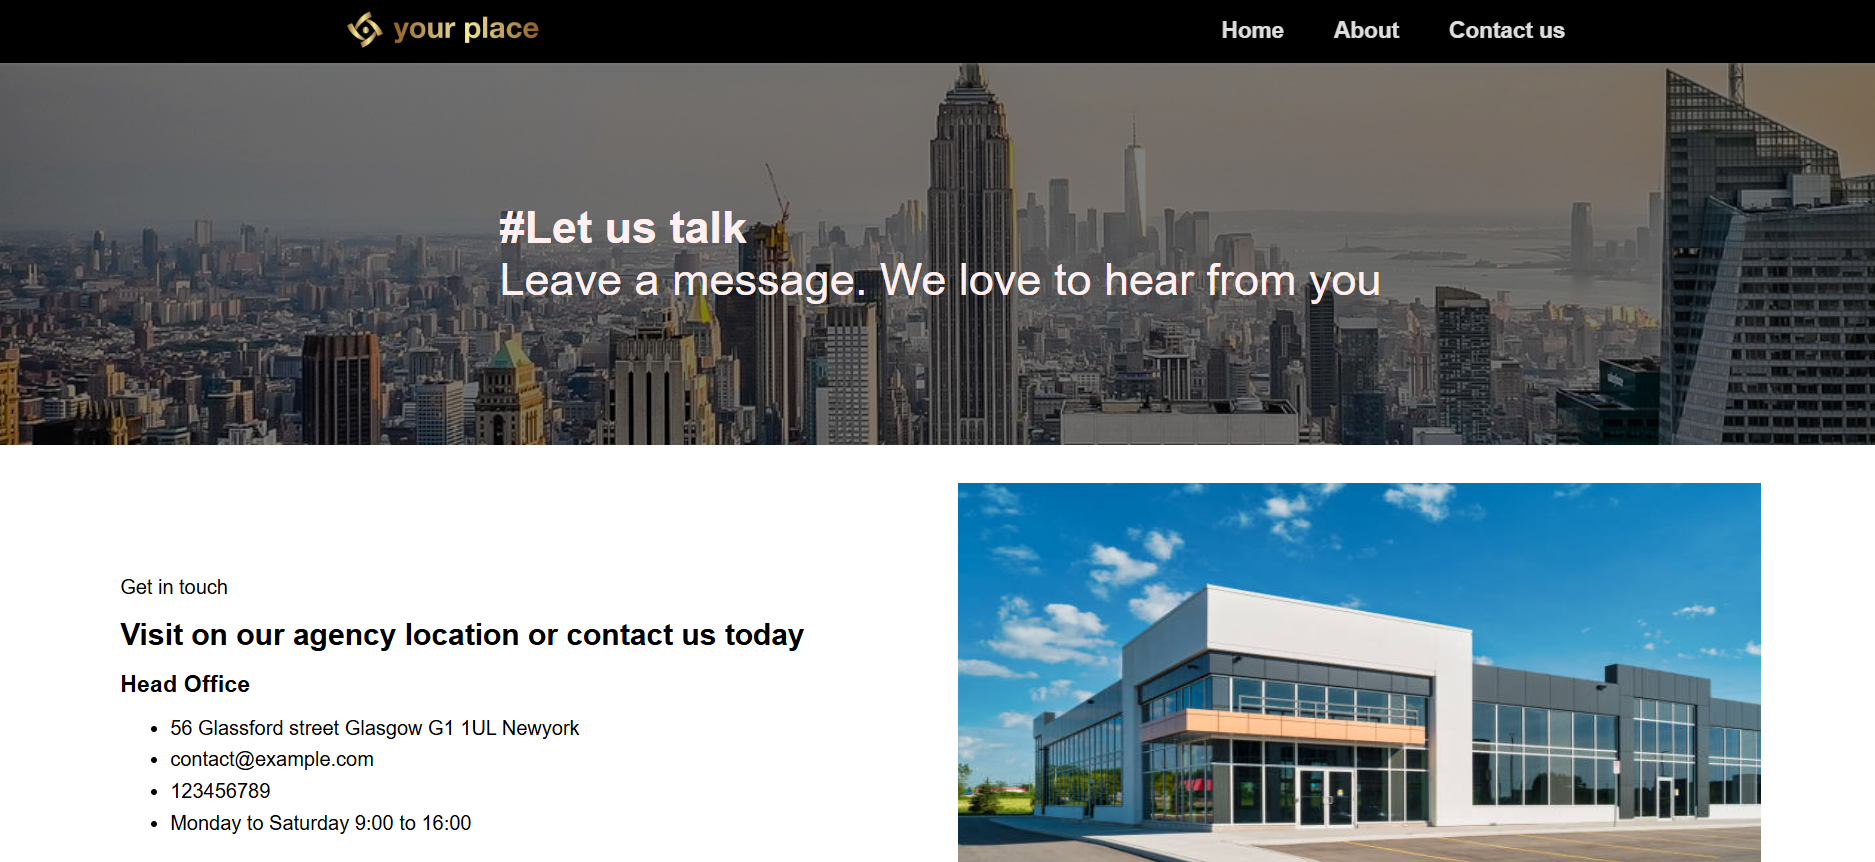 your place
Home About Contact us
#Let us talk
Leave a message. We love to hear from you
Get in touch
Visit on our agency location or contact us today
Head Office
56 Glassford street Glasgow G1 1UL Newyork
contact@example.com
123456789
Monday to Saturday 9:00 to 16:00